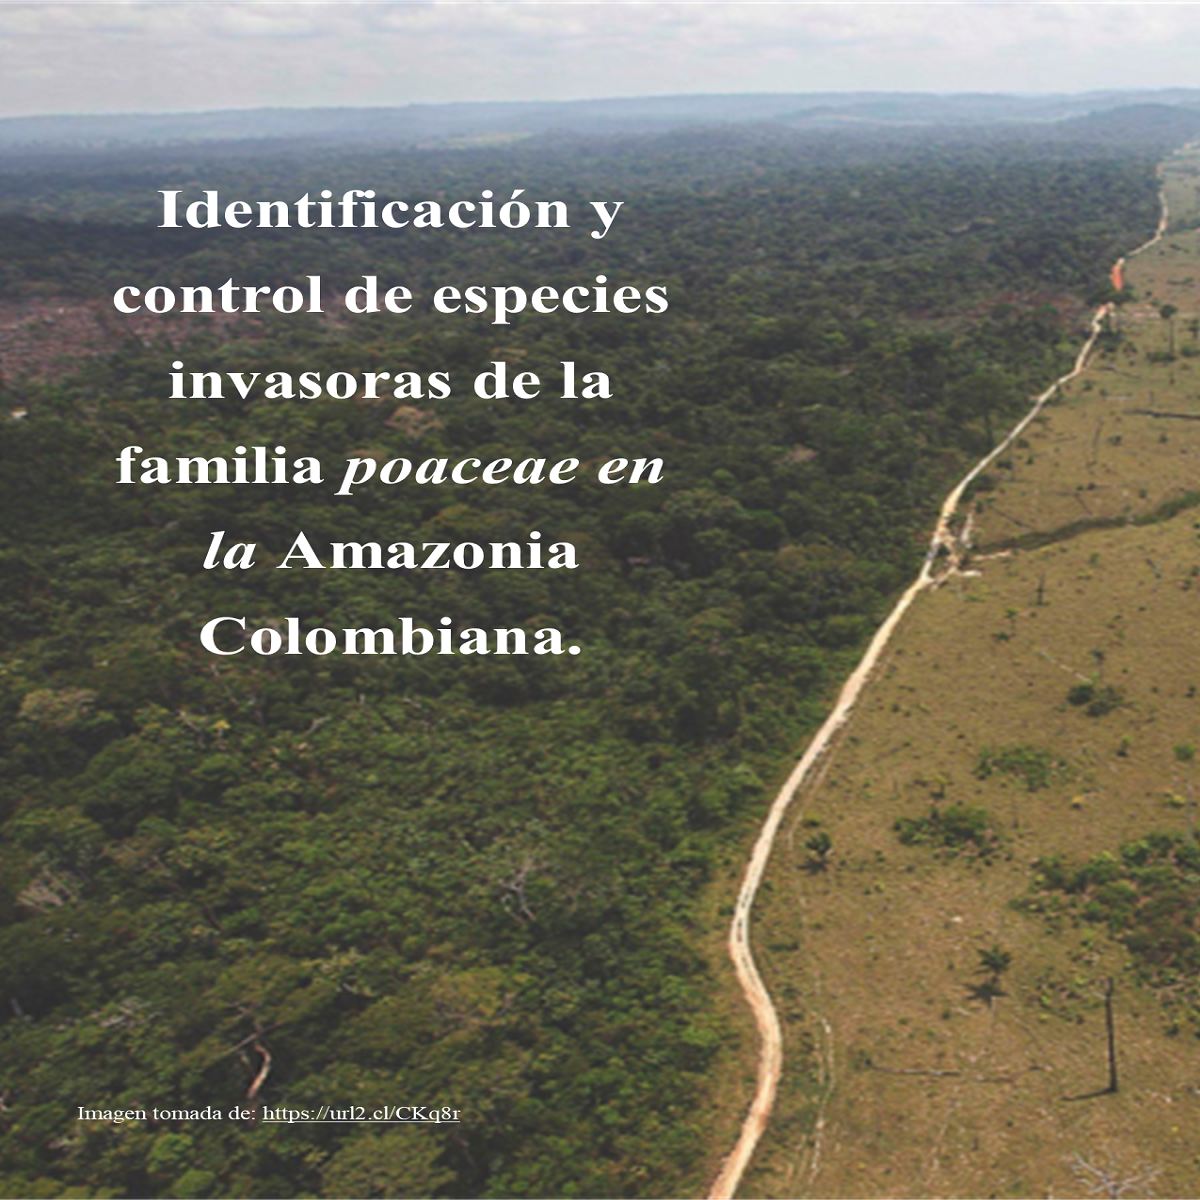 Identificación y
control de especies
invasoras de la
familia poaceae en
la Amazonia
Colombiana.
Imagen tomada de: https://url2.cl/CKq8r